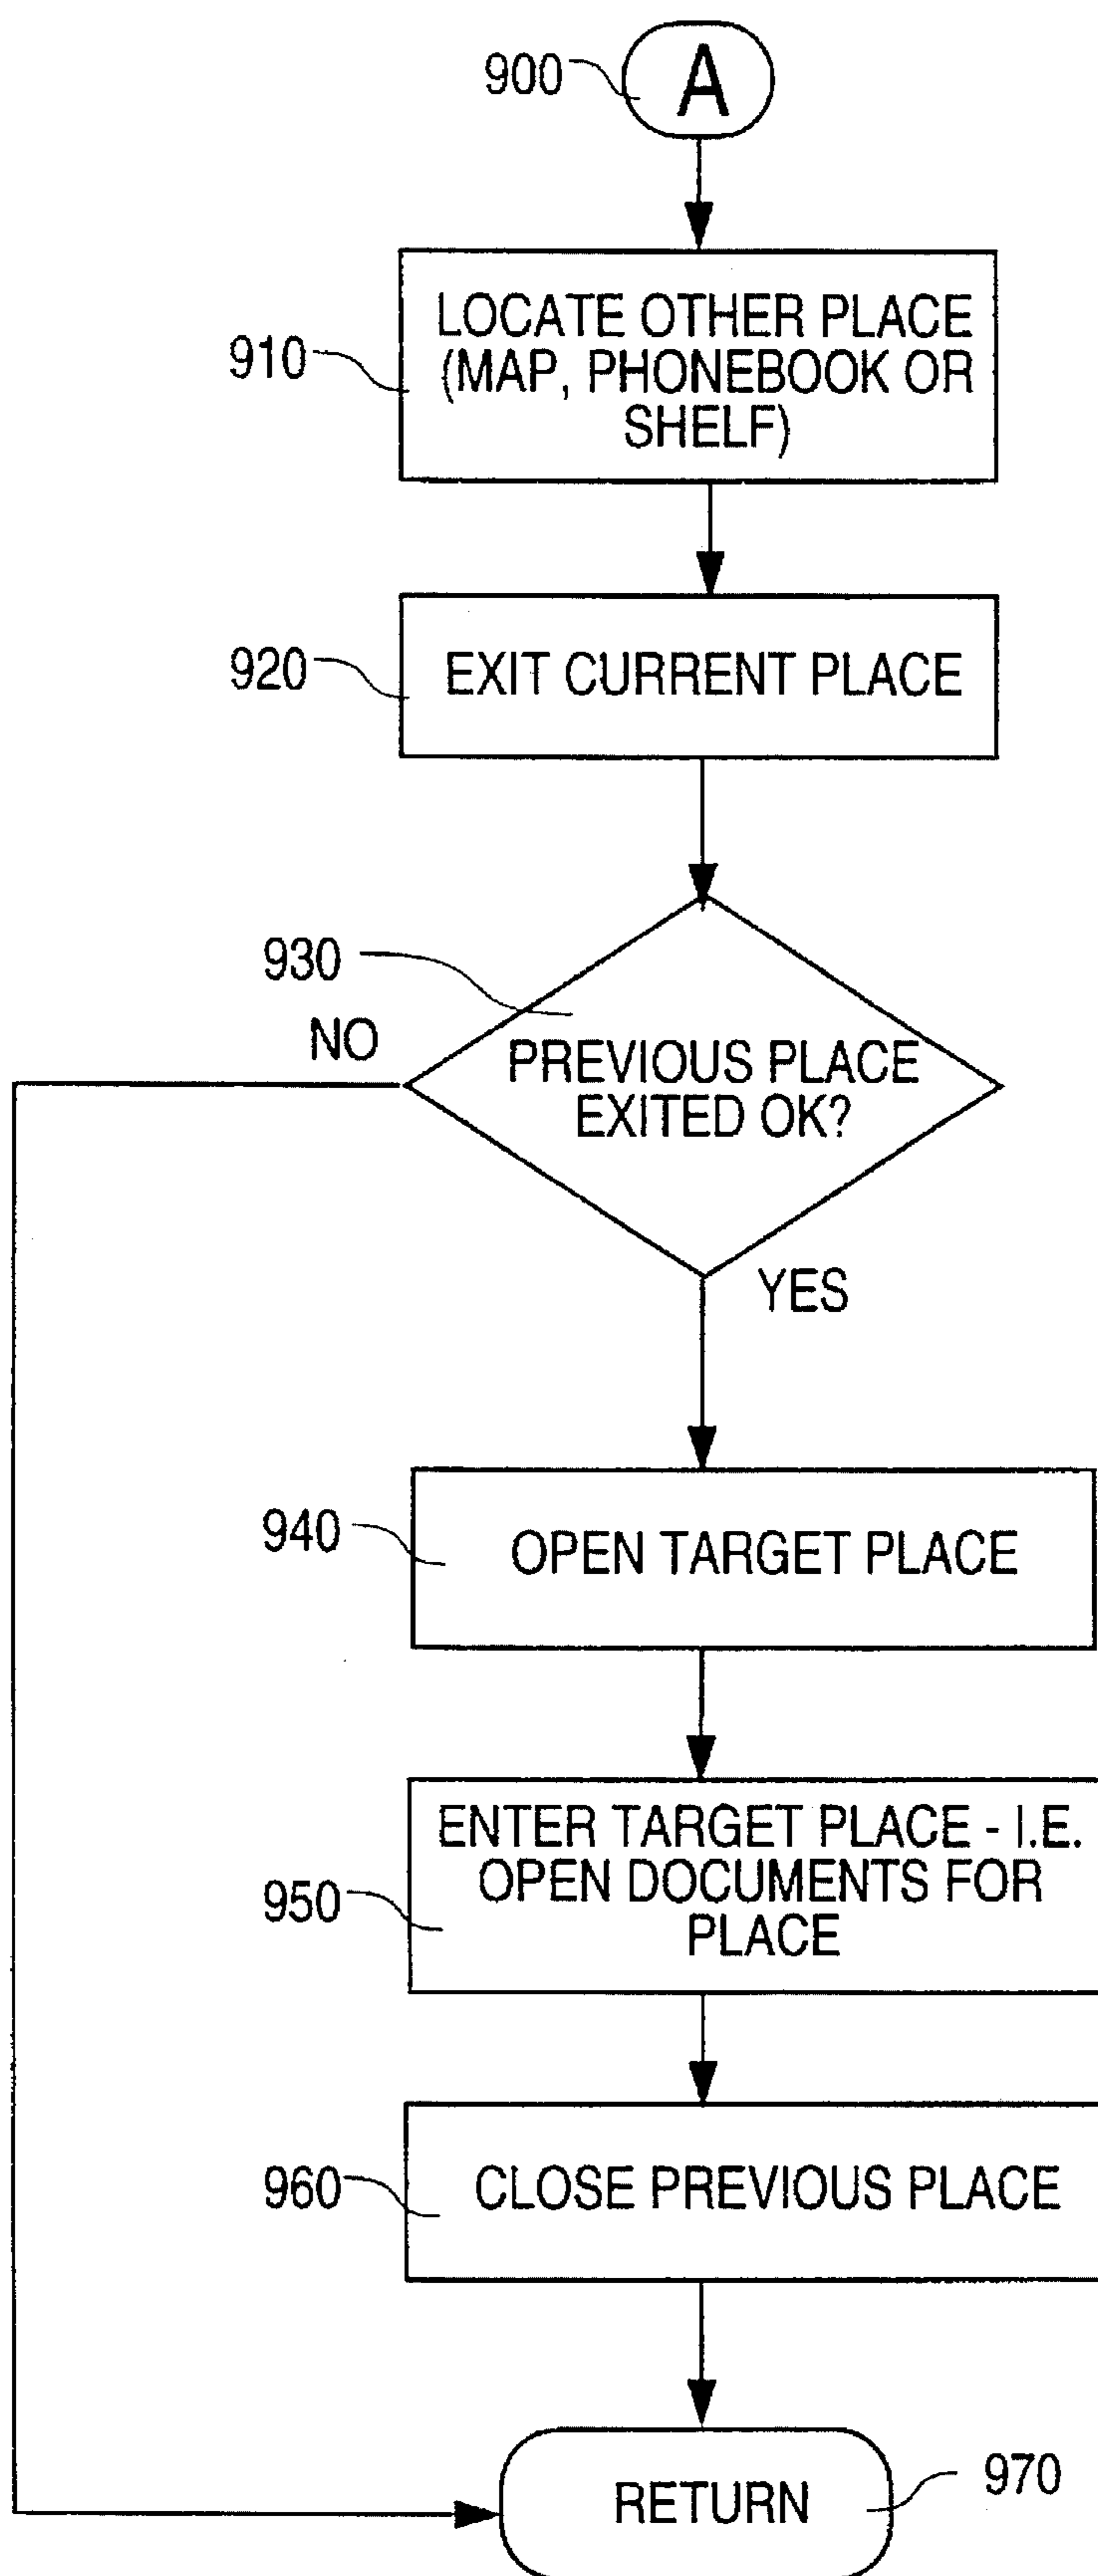 900
A
910
LOCATE OTHER PLACE
(MAP, PHONEBOOK OR
SHELF)
920
EXIT CURRENT PLACE
930
NO
PREVIOUS PLACE
EXITED OK?
YES
940
OPEN TARGET PLACE
950
ENTER TARGET PLACE - I.E.
OPEN DOCUMENTS FOR
PLACE
960
CLOSE PREVIOUS PLACE
970
RETURN